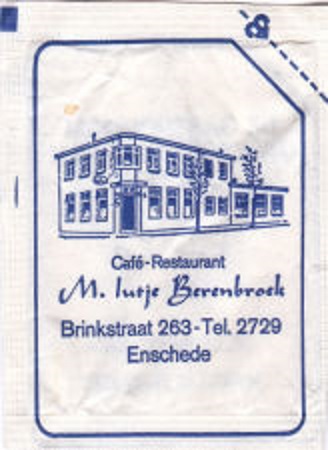 Café-Restaurant
M. lutje Berenbroek
Brinkstraat 263-Tel. 2729
Enschede